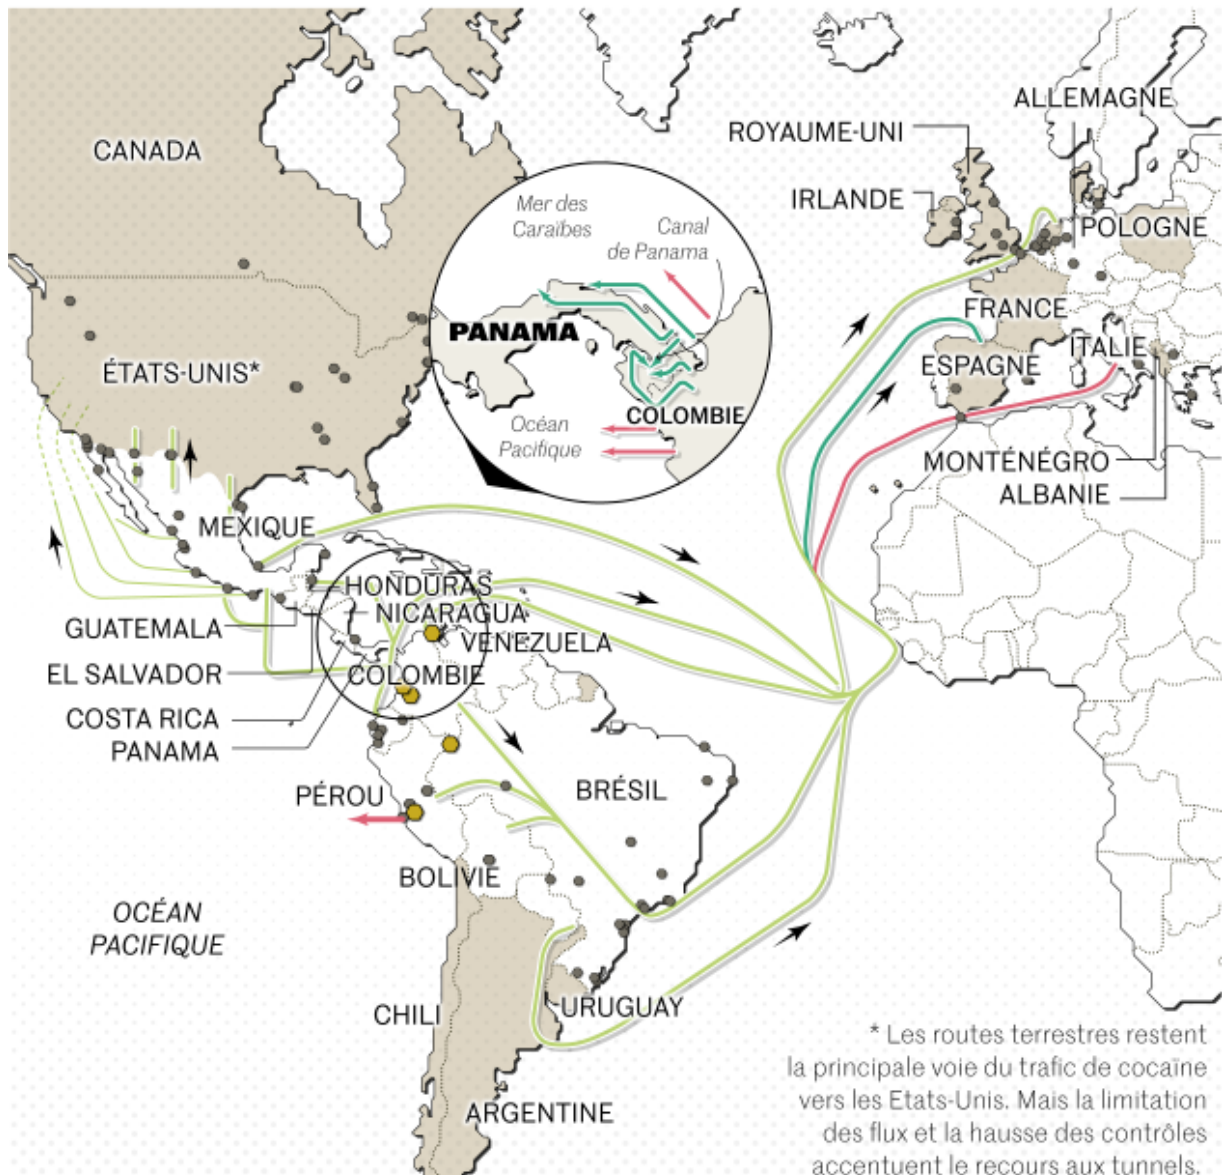 ALLEMAGNE
ROYAUME-UNI
CANADA
IRLANDE
Mer des
Caraïbes
Canal
de Panama
POLOGNE
FRANCE
PANAMA
ÉTATS-UNIS*
ESPAGNE
ITALIE
COLOMBIE
Océan
Pacifique
MONTÉNÉGRO
ALBANIE
MEXIQUE
HONDURAS
NICARAGUA
GUATEMALA
VENEZUELA
EL SALVADOR
COLOMBIE
COSTA RICA
PANAMA
PÉROU
BRÉSIL
BOLIVIE
OCÉAN
PACIFIQUE
CHILI
URUGUAY
ARGENTINE
* Les routes terrestres restent
la principale voie du trafic de cocaïne
vers les Etats-Unis. Mais la limitation
des flux et la hausse des contrôles
accentuent le recours aux tunnels.